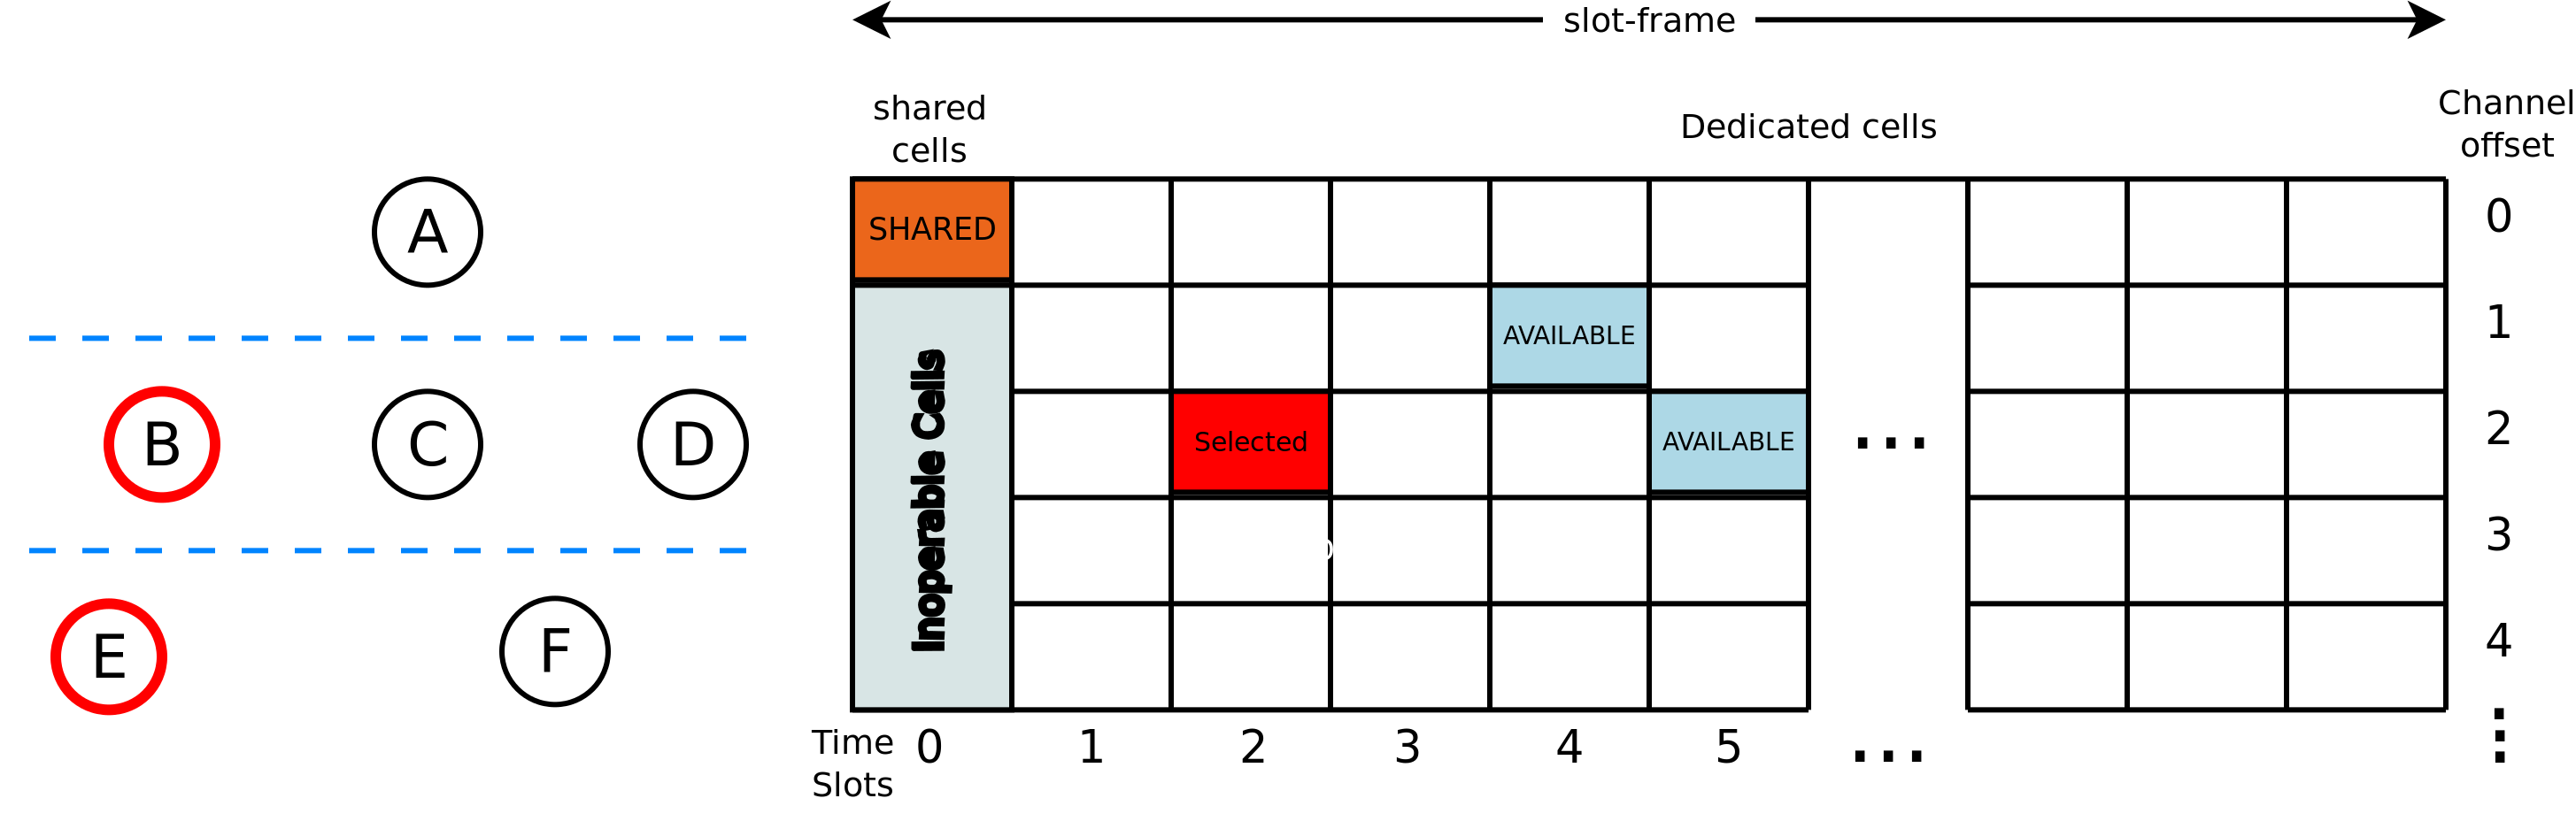 slot-frame
shared
cells
Dedicated cells
Channel
offset
A
B
C
D
E
F
SHARED
AVAILABLE
Selected
AVAILABLE
...
Inoperable Cells
0
1
2
3
4
⋮
Time
Slots
0
1
2
3
4
5
...